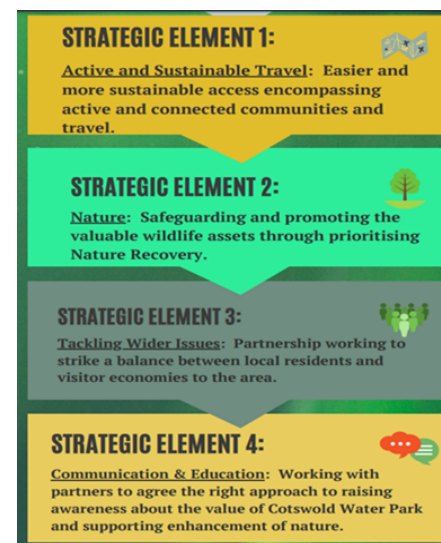 STRATEGIC ELEMENT 1:
Active and Sustainable Travel: Easier and
more sustainable access encompassing
active and connected communities and
travel.
STRATEGIC ELEMENT 2:
Nature: Safeguarding and promoting the
valuable wildlife assets through prioritising
Nature Recovery.
STRATEGIC ELEMENT 3:
Tackling Wider Issues: Partnership working to
strike a balance between local residents and
visitor economies to the area.
STRATEGIC ELEMENT 4:
Communication & Education: Working with
partners to agree the right approach to raising
awareness about the value of Cotswold Water Park
and supporting enhancement of nature.